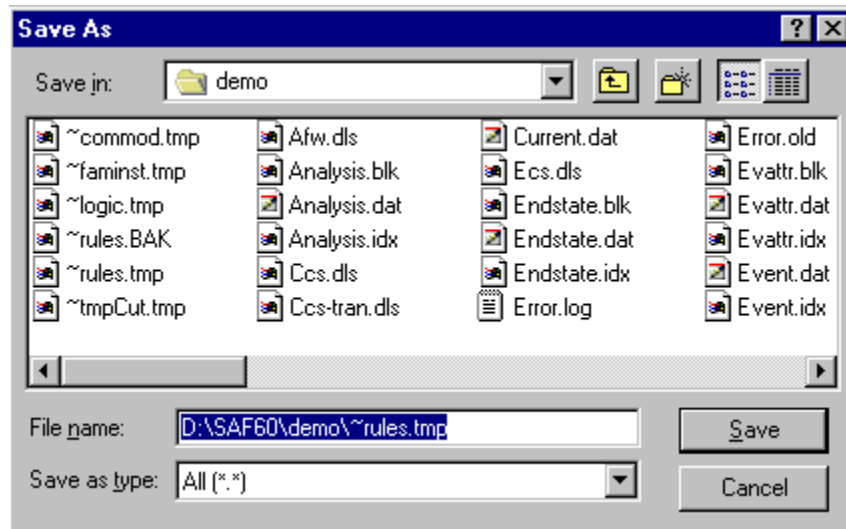 Save As
Save in: demo
~commod.tmp Afw.dls Current.dat Error.old
~faminst.tmp Analysis.blk Ecs.dls Evattr.blk
~logic.tmp Analysis.dat Endstate.blk Evattr.dat
~rules.BAK Analysis.idx Endstate.dat Evattr.idx
~rules.tmp Ccs.dls Endstate.idx Event.dat
~tmpCut.tmp Ccs-tran.dls Error.log Event.idx
File name: D:\SAF60\demo\~rules.tmp Save
Save as type: All (*.*) Cancel